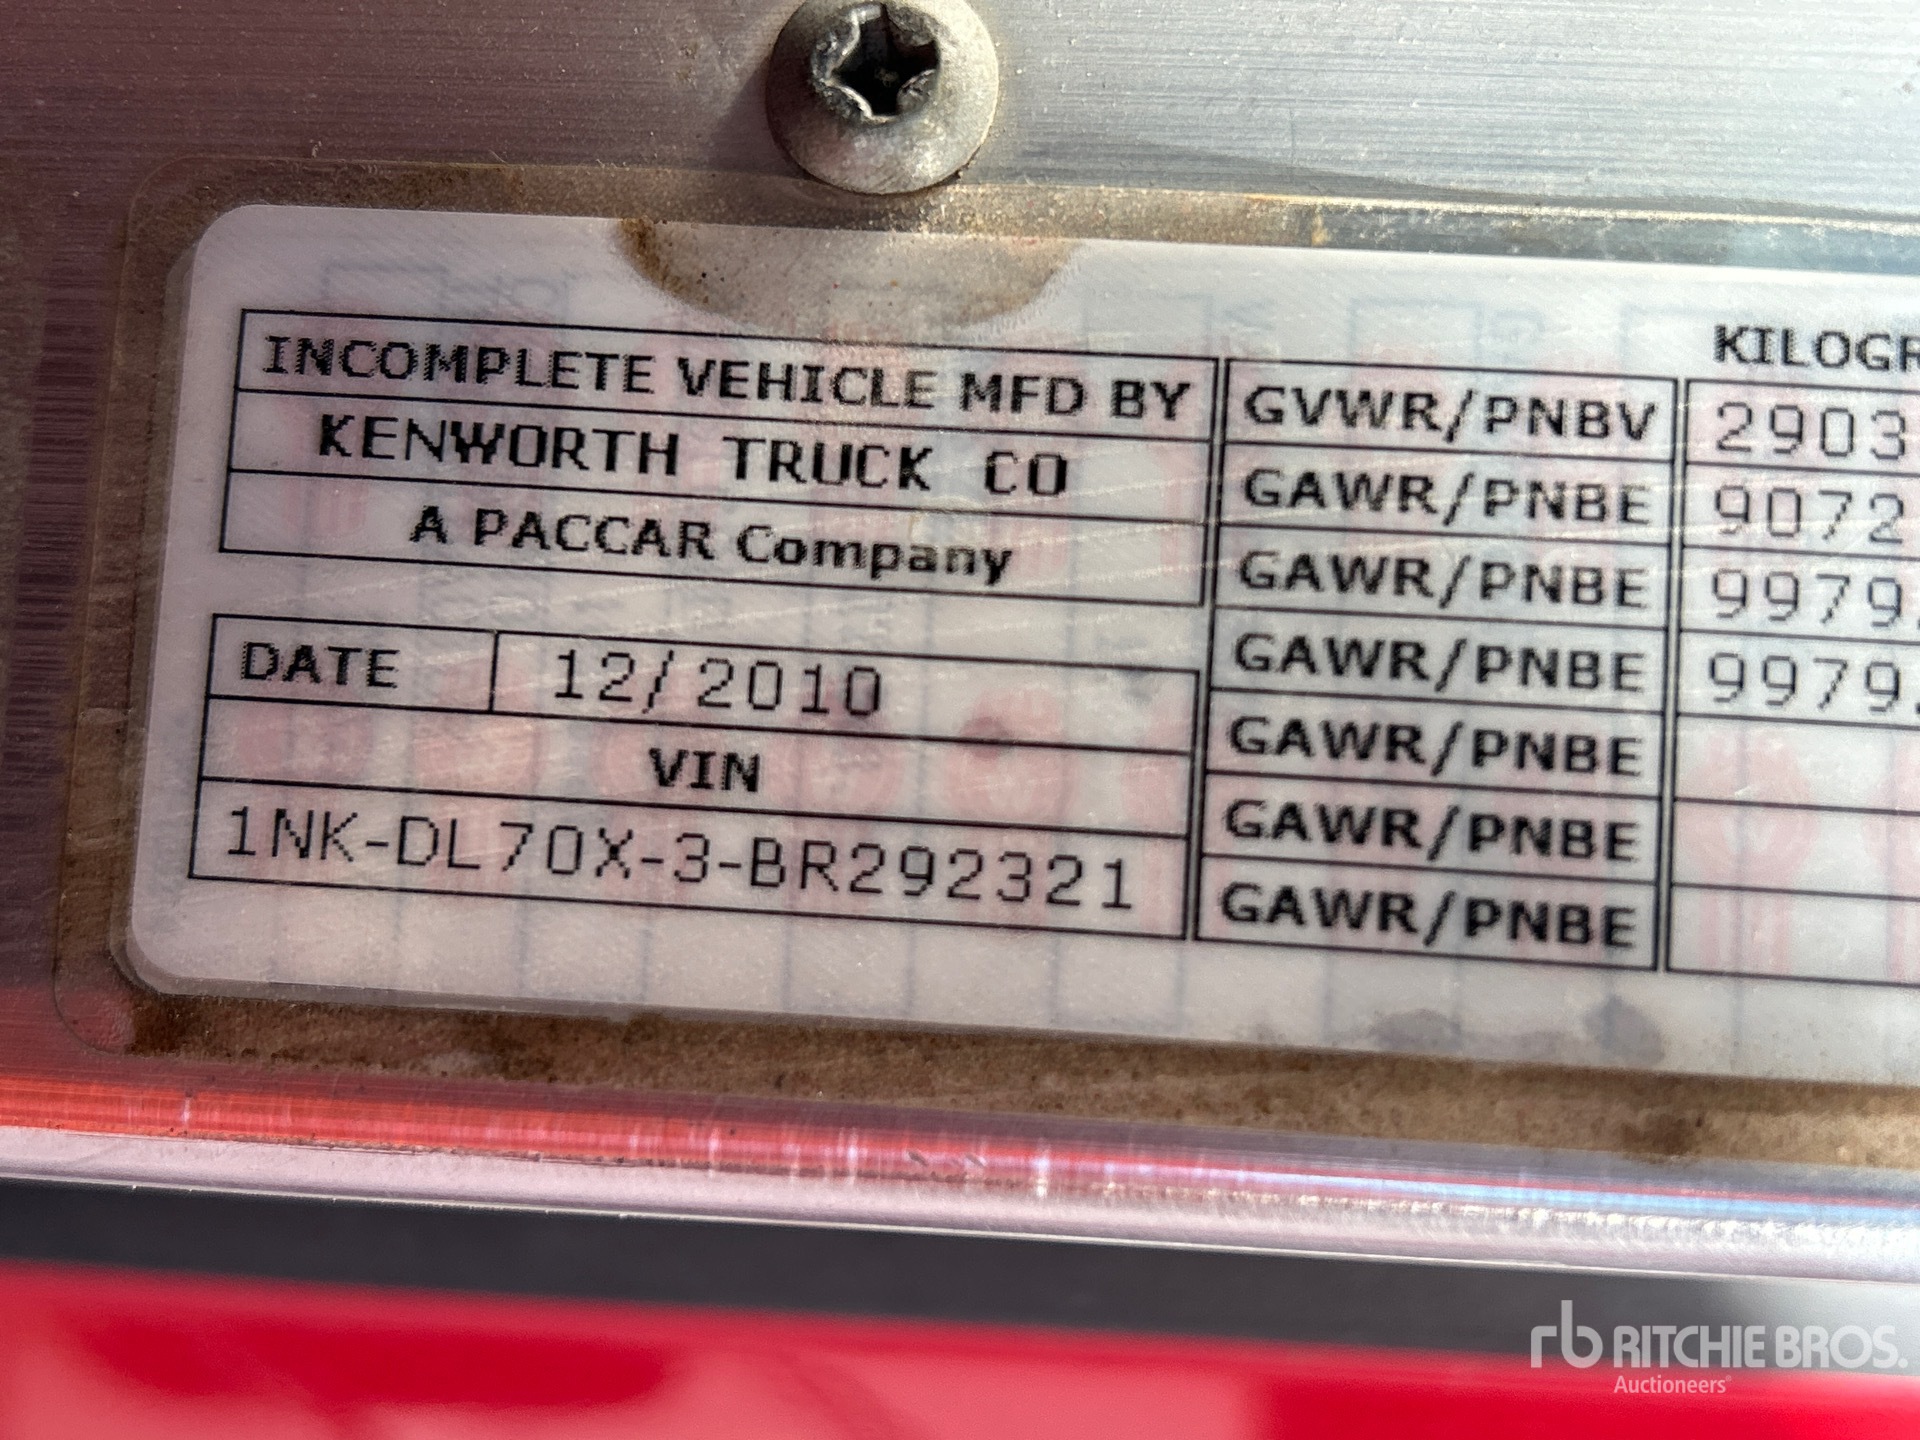 KILOGR
INCOMPLETE VEHICLE MFD BY
KENWORTH TRUCK CO
A PACCAR Company
DATE 12/2010
VIN
1NK-DL70X-3-BR292321
GVWR/PNBV 2903
GAWR/PNBE 9072
GAWR/PNBE 9979.
GAWR/PNBE 9979.
GAWR/PNBE
GAWR/PNBE
GAWR/PNBE
rb RITCHIE BROS.
Auctioneers®